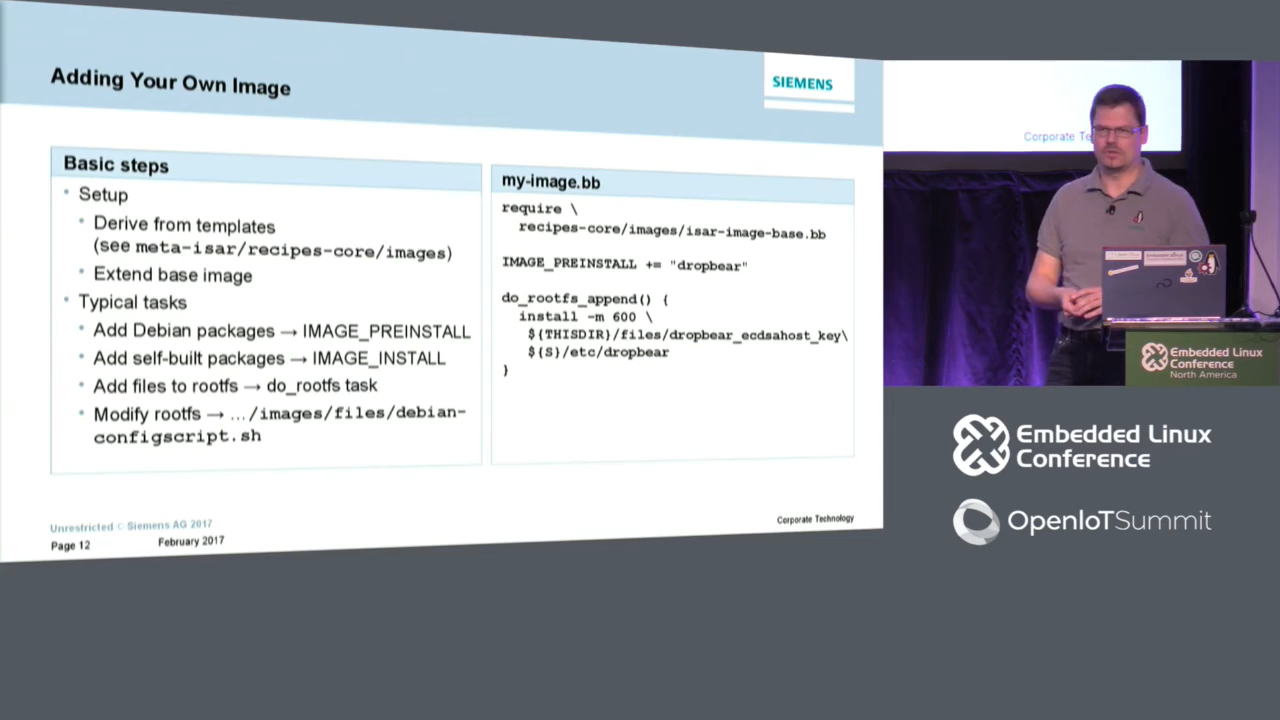 Adding Your Own Image
SIEMENS
Basic steps
• Setup
• Derive from templates
(see meta-isar/recipes-core/images)
• Extend base image
• Typical tasks
• Add Debian packages → IMAGE_PREINSTALL
• Add self-built packages → IMAGE_INSTALL
• Add files to rootfs → do_rootfs task
• Modify rootfs → .../images/files/debian-
configscript.sh
my-image.bb
require \
recipes-core/images/isar-image-base.bb
IMAGE_PREINSTALL += "dropbear"
do_rootfs_append() {
install -m 600 \
${THISDIR}/files/dropbear_ecdsahost_key\
${S}/etc/dropbear
}
Unrestricted © Siemens AG 2017
Page 12
February 2017
Corporate Technology
Corporate Te
Embedded Linux
Conference
North America
Embedded Linux
Conference
OpenIoTSummit